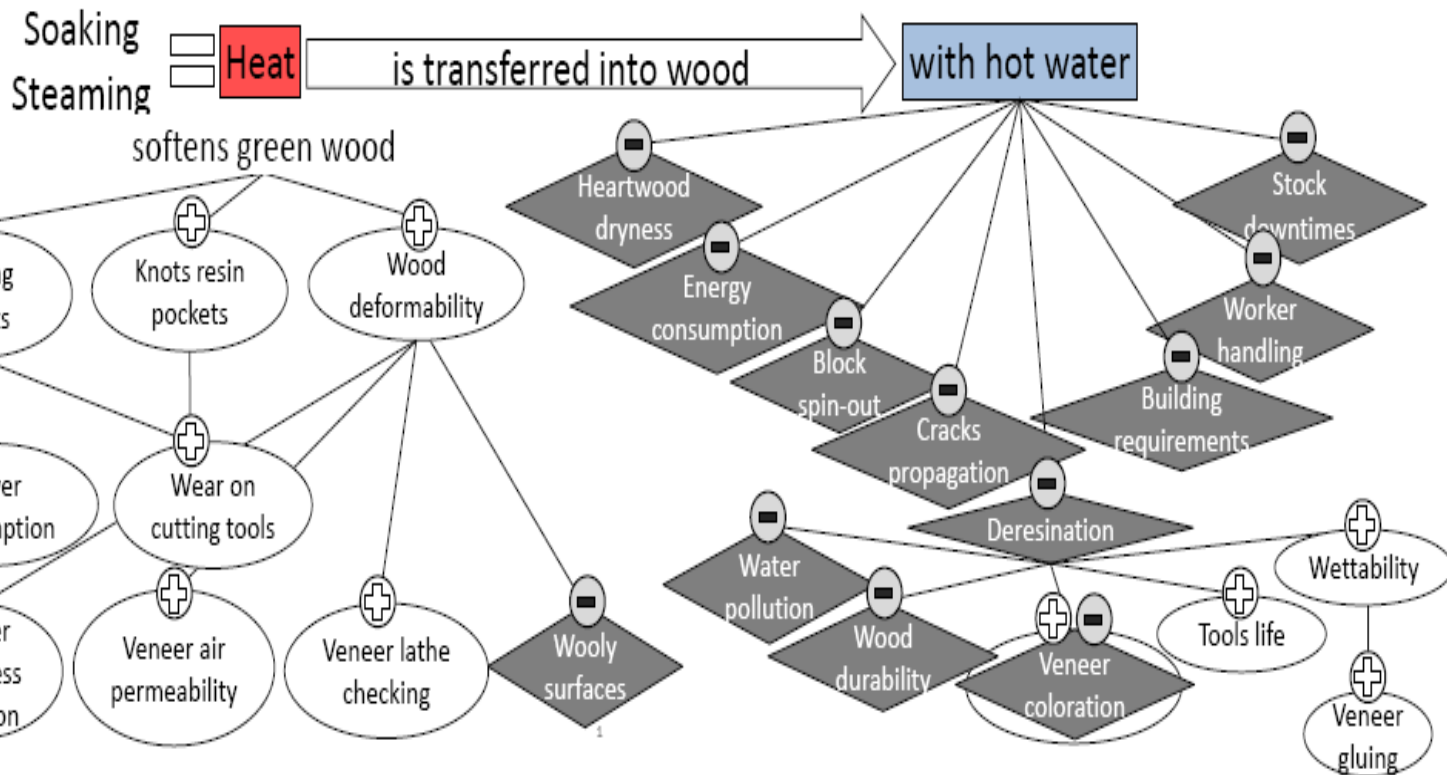 Soaking
Steaming
Heat
is transferred into wood
with hot water
softens green wood
Heartwood
dryness
Stock
downtimes
Knots resin
pockets
Wood
deformability
Energy
consumption
Worker
handling
Block
spin-out
Building
requirements
Cracks
propagation
Wear on
cutting tools
Deresination
Water
pollution
Wettability
Wood
durability
Tools life
Veneer air
permeability
Veneer lathe
checking
Wooly
surfaces
Veneer
coloration
Veneer
gluing
1